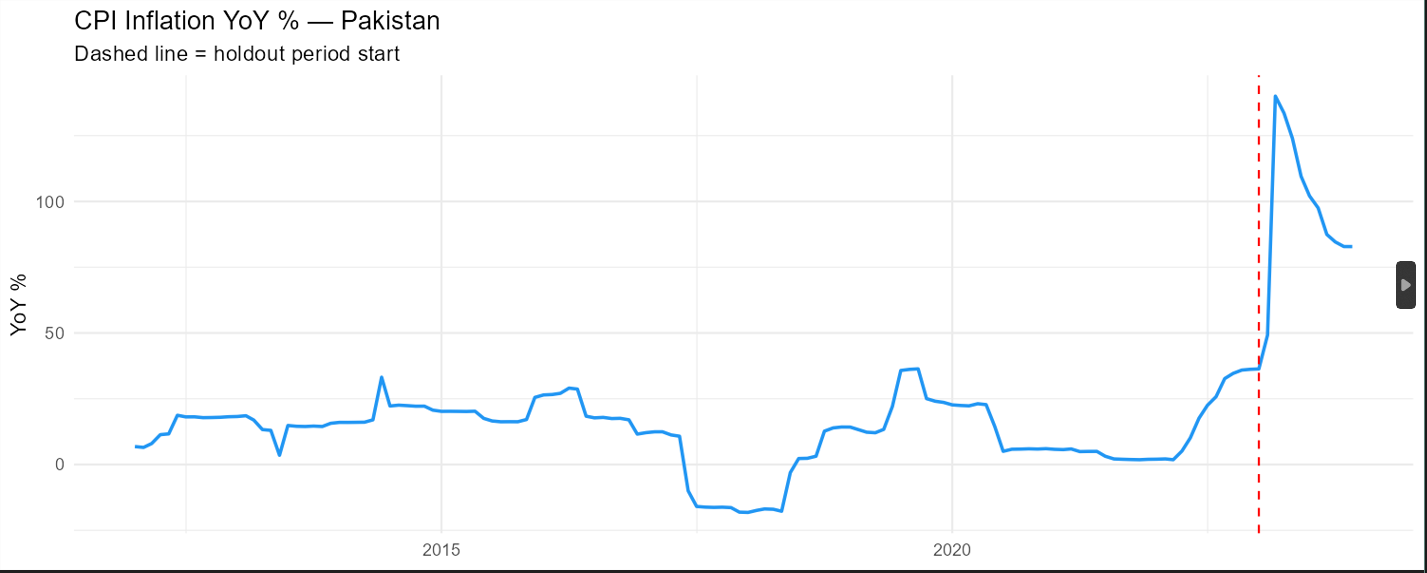 CPI Inflation YoY % — Pakistan
Dashed line = holdout period start
YoY %
100
50
0
2015
2020